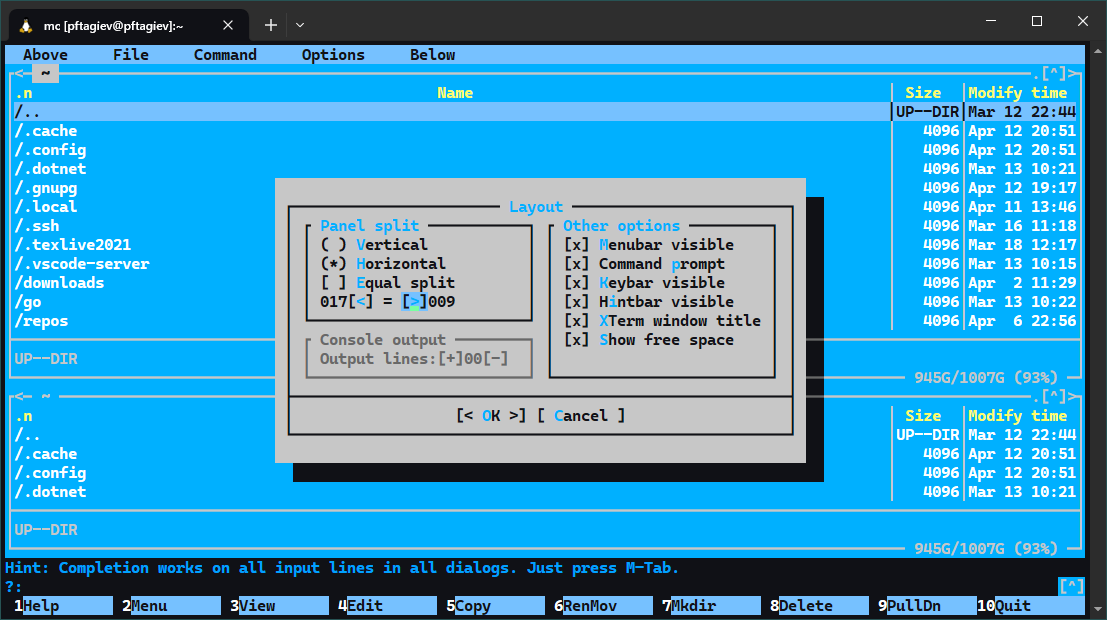 mc [pftagiev@pftagiev]:~
Above File Command Options Below
<- ~ .[^]>
.n Name Size Modify time
/.. UP--DIR Mar 12 22:44
/.cache 4096 Apr 12 20:51
/.config 4096 Apr 12 20:51
/.dotnet 4096 Mar 13 10:21
/.gnupg 4096 Apr 12 19:17
/.local 4096 Apr 11 13:46
/.ssh 4096 Mar 16 11:18
/.texlive2021 4096 Mar 18 12:17
/.vscode-server 4096 Mar 13 10:15
/downloads 4096 Apr 2 11:29
/go 4096 Mar 13 10:22
/repos 4096 Apr 6 22:56
UP--DIR
945G/1007G (93%)
Layout
Panel split
( ) Vertical
(*) Horizontal
[ ] Equal split
017[<] = [>]009
Console output
Output lines:[+]00[-]
Other options
[x] Menubar visible
[x] Command prompt
[x] Keybar visible
[x] Hintbar visible
[x] XTerm window title
[x] Show free space
[< OK >] [ Cancel ]
<- ~ .[^]>
.n Size Modify time
/.. UP--DIR Mar 12 22:44
/.cache 4096 Apr 12 20:51
/.config 4096 Apr 12 20:51
/.dotnet 4096 Mar 13 10:21
UP--DIR
945G/1007G (93%)
Hint: Completion works on all input lines in all dialogs. Just press M-Tab.
?: [^]
1Help 2Menu 3View 4Edit 5Copy 6RenMov 7Mkdir 8Delete 9PullDn 10Quit